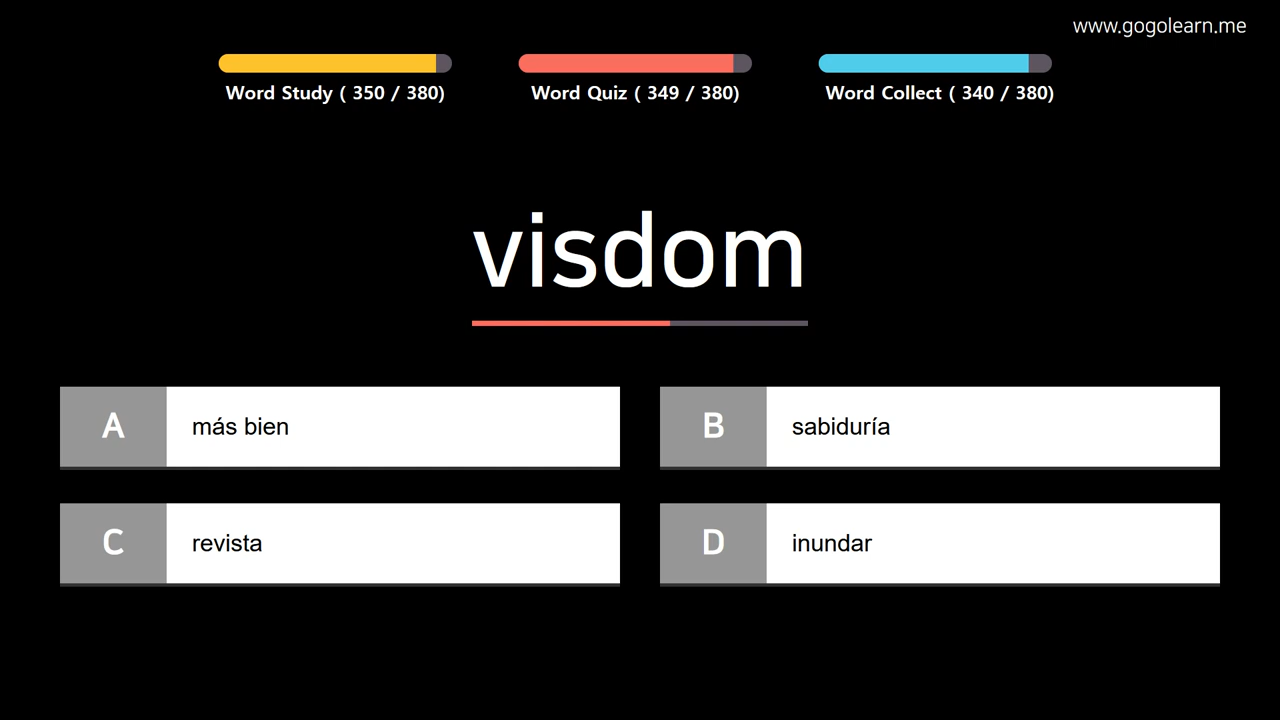 www.gogolearn.me
Word Study ( 350 / 380)
Word Quiz ( 349 / 380)
Word Collect ( 340 / 380)
visdom
A
más bien
B
sabiduría
C
revista
D
inundar